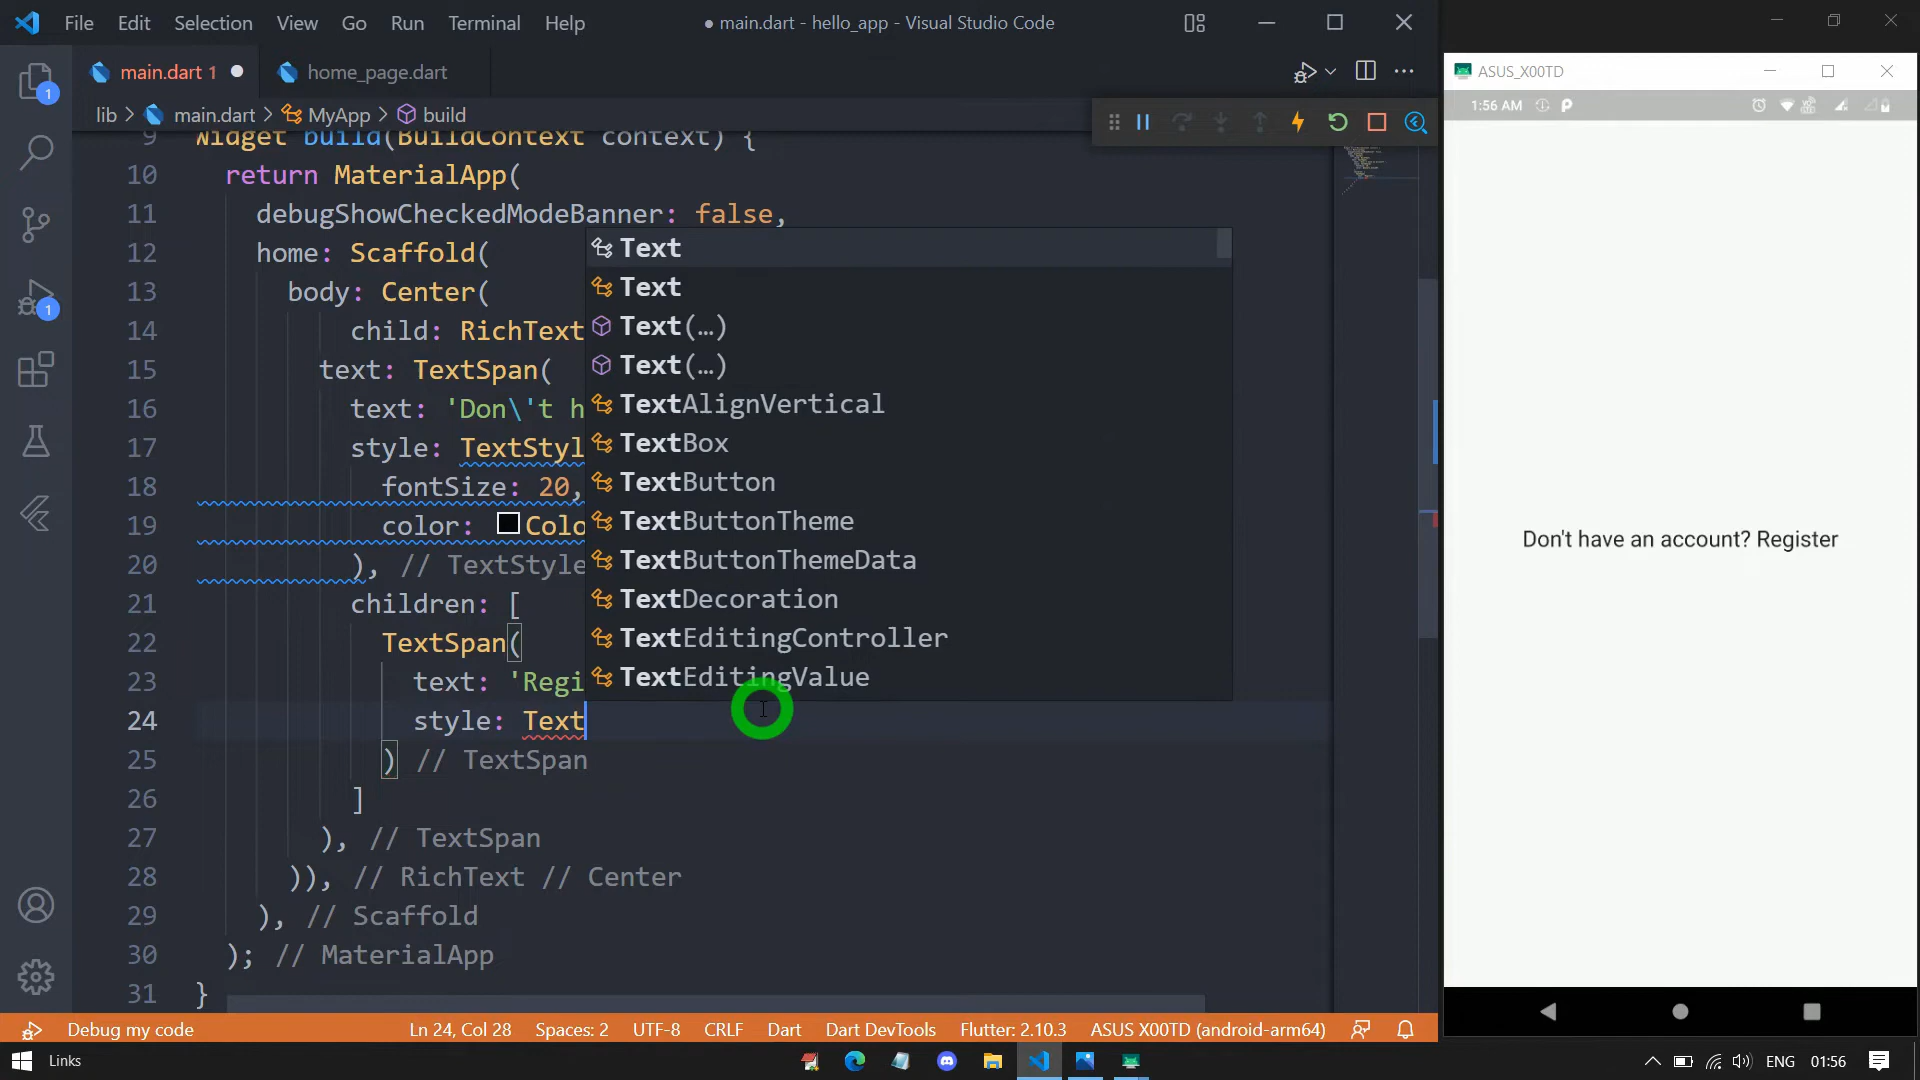 File Edit Selection View Go Run Terminal Help
● main.dart - hello_app - Visual Studio Code
main.dart 1
home_page.dart
lib > main.dart > MyApp > build
1
1
9 Widget build(BuildContext context) {
10 return MaterialApp(
11 debugShowCheckedModeBanner: false,
12 home: Scaffold(
13 body: Center(
14 child: RichText
15 text: TextSpan(
16 text: 'Don\'t h
17 style: TextStyl
18 fontSize: 20,
19 color: Colo
20 ), // TextStyle
21 children: [
22 TextSpan(
23 text: 'Regi
24 style: Text
25 ) // TextSpan
26 ]
27 ), // TextSpan
28 )), // RichText // Center
29 ), // Scaffold
30 ); // MaterialApp
31 }
Text
Text
Text(…)
Text(…)
TextAlignVertical
TextBox
TextButton
TextButtonTheme
TextButtonThemeData
TextDecoration
TextEditingController
TextEditingValue
Debug my code
Ln 24, Col 28 Spaces: 2 UTF-8 CRLF Dart Dart DevTools Flutter: 2.10.3 ASUS X00TD (android-arm64)
ASUS_X00TD
1:56 AM
Don't have an account? Register
Links
ENG 01:56